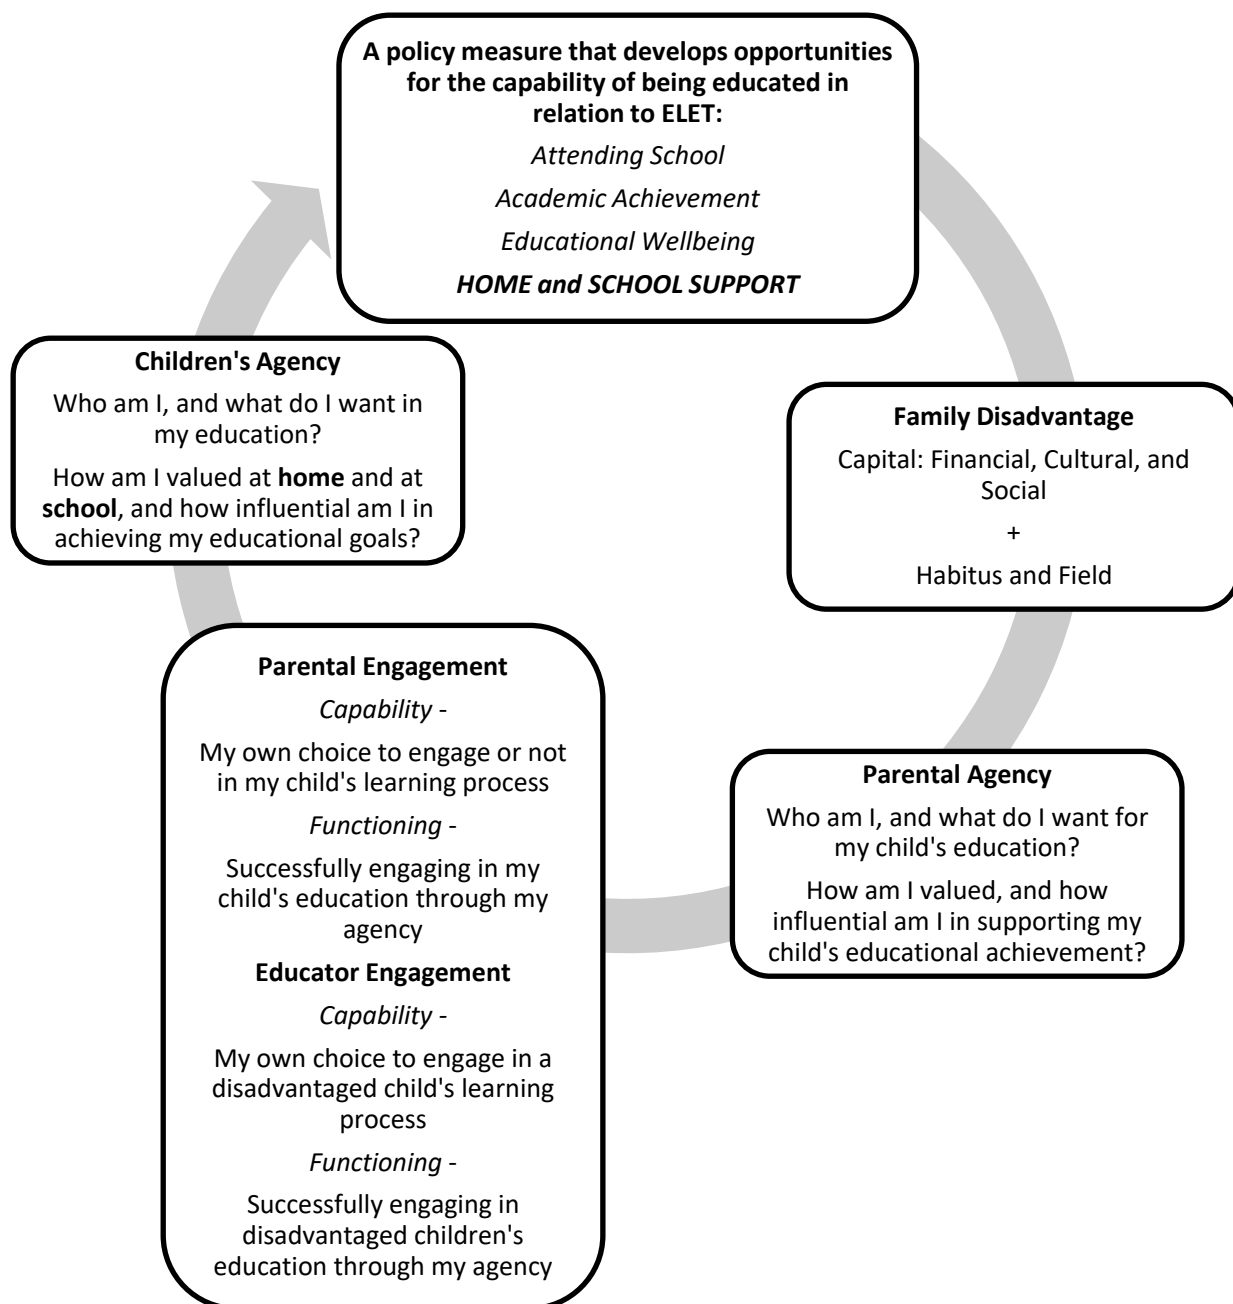 A policy measure that develops opportunities
for the capability of being educated in
relation to ELET:
Attending School
Academic Achievement
Educational Wellbeing
HOME and SCHOOL SUPPORT
Family Disadvantage
Capital: Financial, Cultural, and
Social
+
Habitus and Field
Parental Agency
Who am I, and what do I want for
my child's education?
How am I valued, and how
influential am I in supporting my
child's educational achievement?
Parental Engagement
Capability -
My own choice to engage or not
in my child's learning process
Functioning -
Successfully engaging in my
child's education through my
agency
Educator Engagement
Capability -
My own choice to engage in a
disadvantaged child's learning
process
Functioning -
Successfully engaging in
disadvantaged children's
education through my agency
Children's Agency
Who am I, and what do I want in
my education?
How am I valued at home and at
school, and how influential am I in
achieving my educational goals?